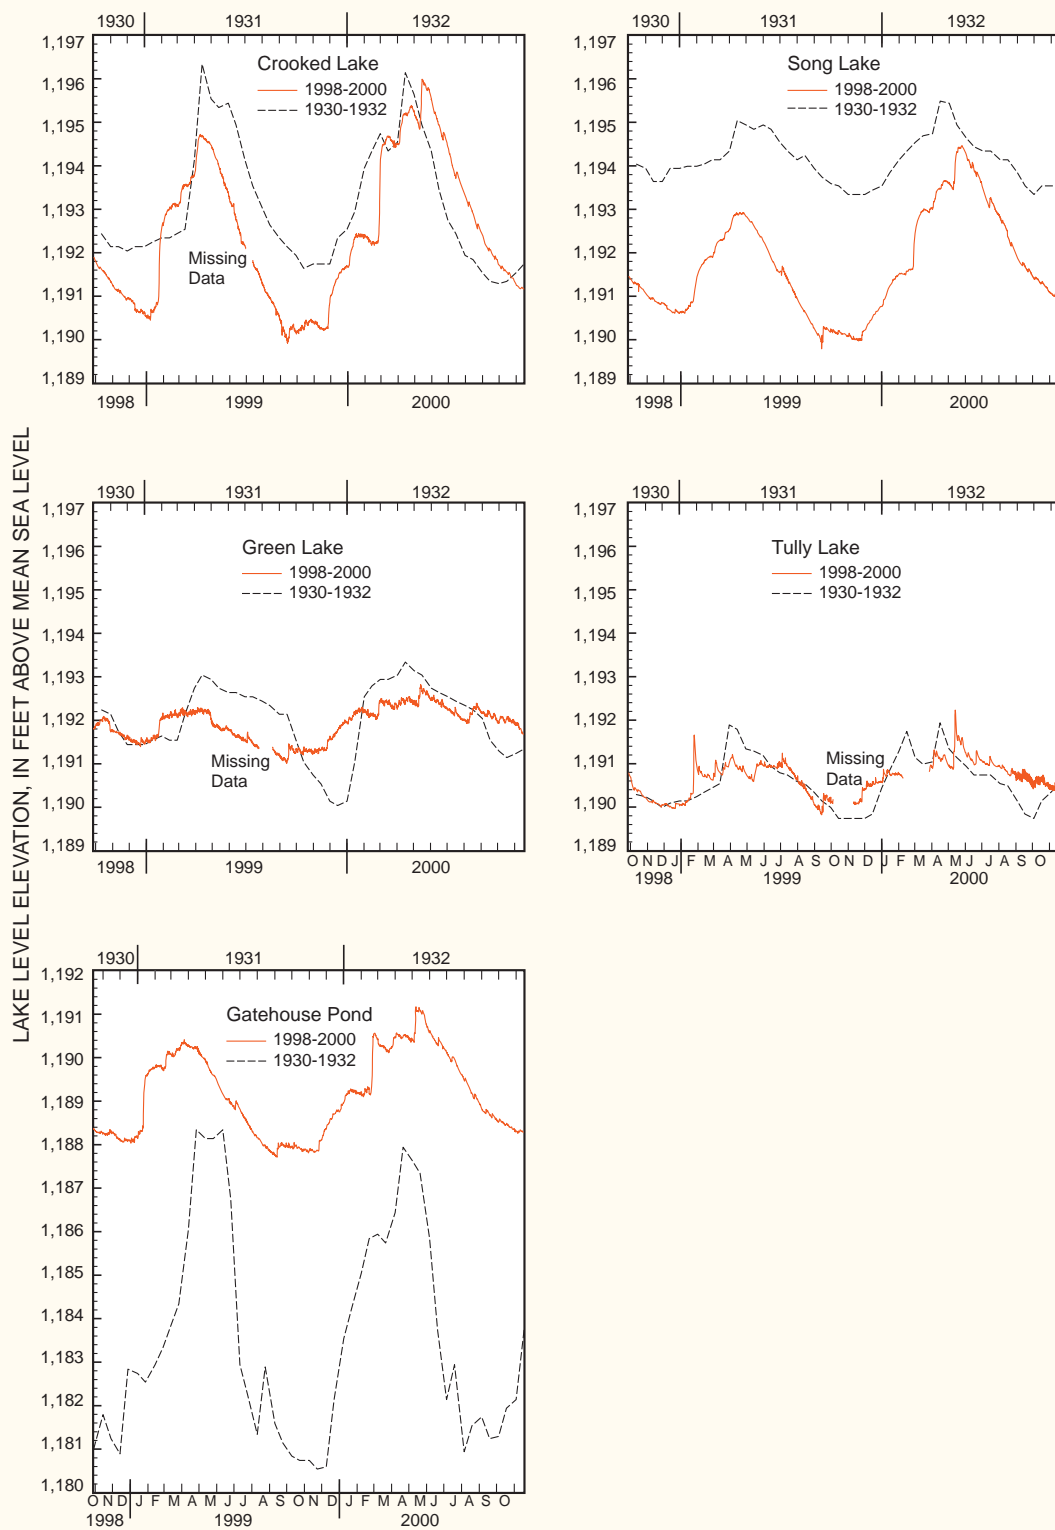 LAKE LEVEL ELEVATION, IN FEET ABOVE MEAN SEA LEVEL
1930 1931 1932
1,197
1,196
1,195
1,194
1,193
1,192
1,191
1,190
1,189
Crooked Lake
1998-2000
1930-1932
Missing
Data
1998 1999 2000
1930 1931 1932
1,197
1,196
1,195
1,194
1,193
1,192
1,191
1,190
1,189
Song Lake
1998-2000
1930-1932
1998 1999 2000
1930 1931 1932
1,197
1,196
1,195
1,194
1,193
1,192
1,191
1,190
1,189
Green Lake
1998-2000
1930-1932
Missing
Data
1998 1999 2000
1930 1931 1932
1,197
1,196
1,195
1,194
1,193
1,192
1,191
1,190
1,189
Tully Lake
1998-2000
1930-1932
Missing
Data
O N D J F M A M J J A S O N D J F M A M J J A S O
1998 1999 2000
1930 1931 1932
1,192
1,191
1,190
1,189
1,188
1,187
1,186
1,185
1,184
1,183
1,182
1,181
1,180
Gatehouse Pond
1998-2000
1930-1932
O N D J F M A M J J A S O N D J F M A M J J A S O
1998 1999 2000